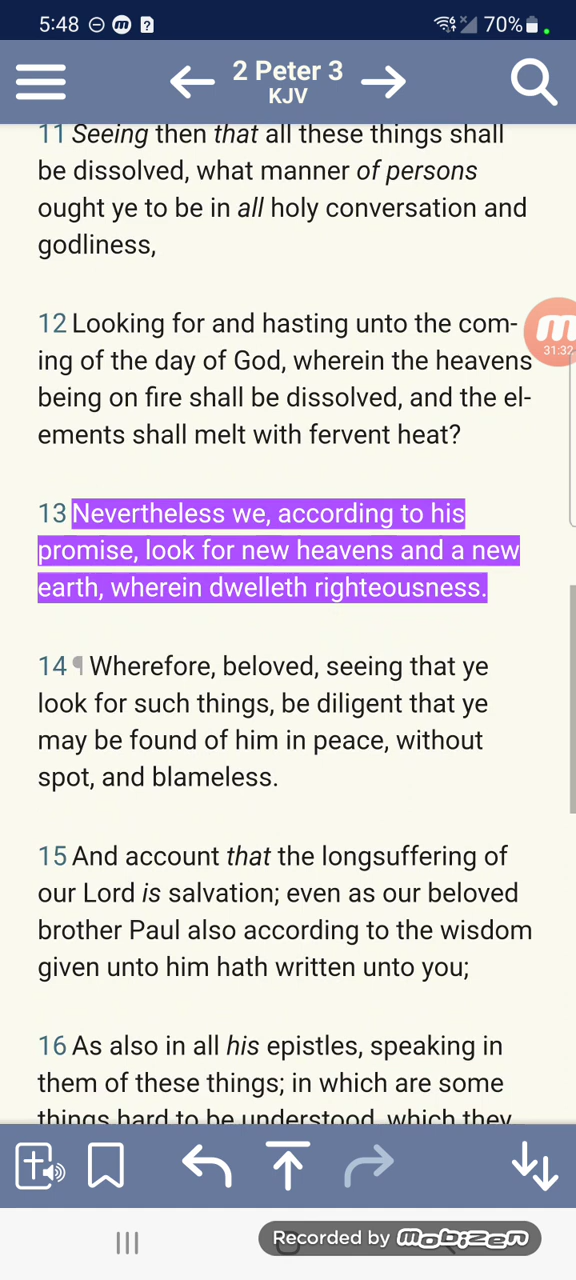 5:48 m ? 6 70%
2 Peter 3
KJV
11 Seeing then that all these things shall
be dissolved, what manner of persons
ought ye to be in all holy conversation and
godliness,
12 Looking for and hasting unto the com-
ing of the day of God, wherein the heavens
being on fire shall be dissolved, and the el-
ements shall melt with fervent heat?
m
31:32
13 Nevertheless we, according to his
promise, look for new heavens and a new
earth, wherein dwelleth righteousness.
14 ¶ Wherefore, beloved, seeing that ye
look for such things, be diligent that ye
may be found of him in peace, without
spot, and blameless.
15 And account that the longsuffering of
our Lord is salvation; even as our beloved
brother Paul also according to the wisdom
given unto him hath written unto you;
16 As also in all his epistles, speaking in
them of these things; in which are some
things hard to be understood, which they
Recorded by mobizen